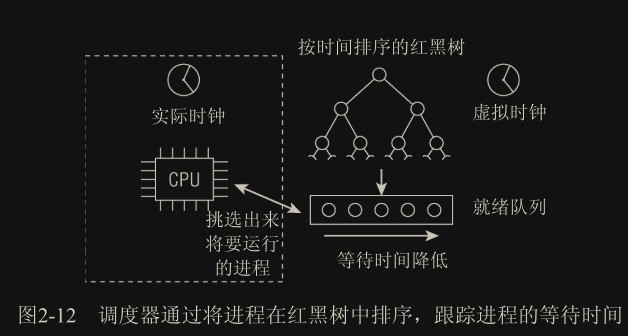 按时间排序的红黑树
实际时钟
虚拟时钟
CPU
挑选出来
将要运行
的进程
就绪队列
等待时间降低
图2-12 调度器通过将进程在红黑树中排序，跟踪进程的等待时间